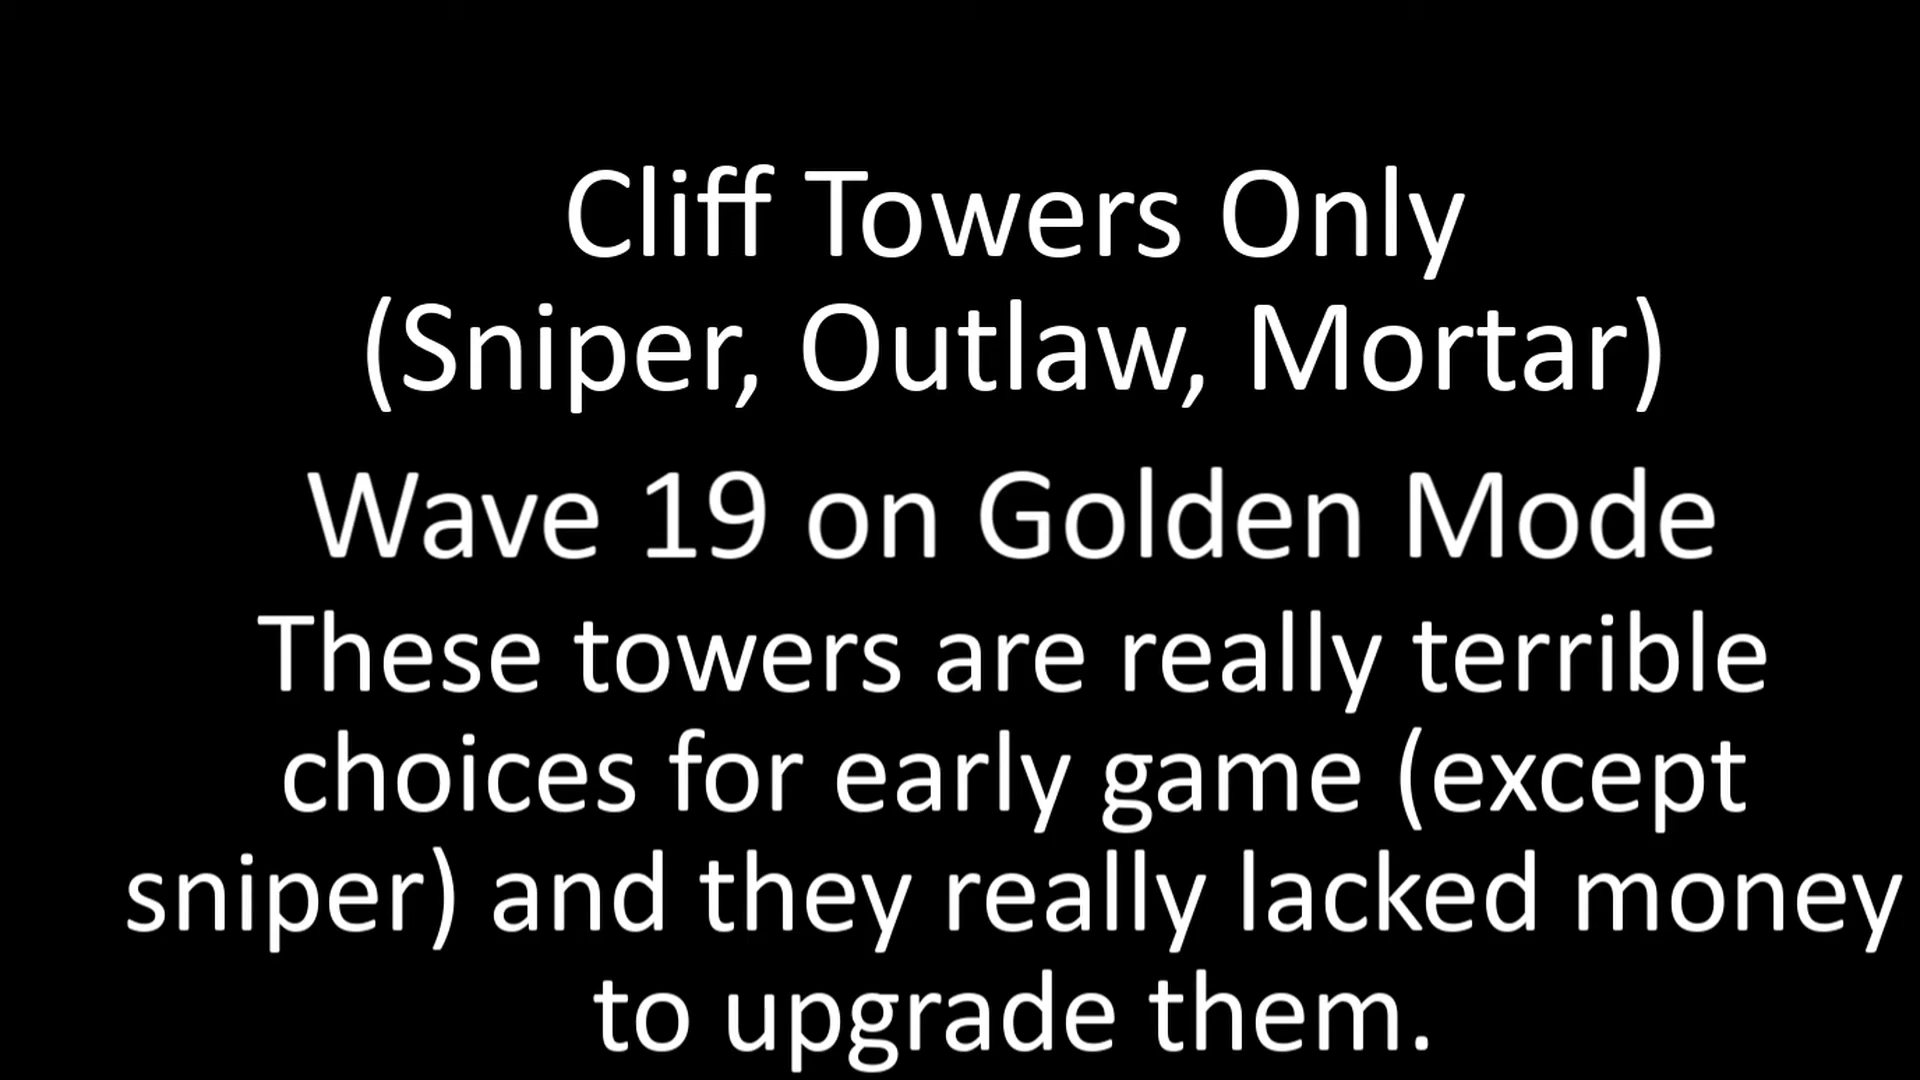 Cliff Towers Only
(Sniper, Outlaw, Mortar)
Wave 19 on Golden Mode
These towers are really terrible
choices for early game (except
sniper) and they really lacked money
to upgrade them.